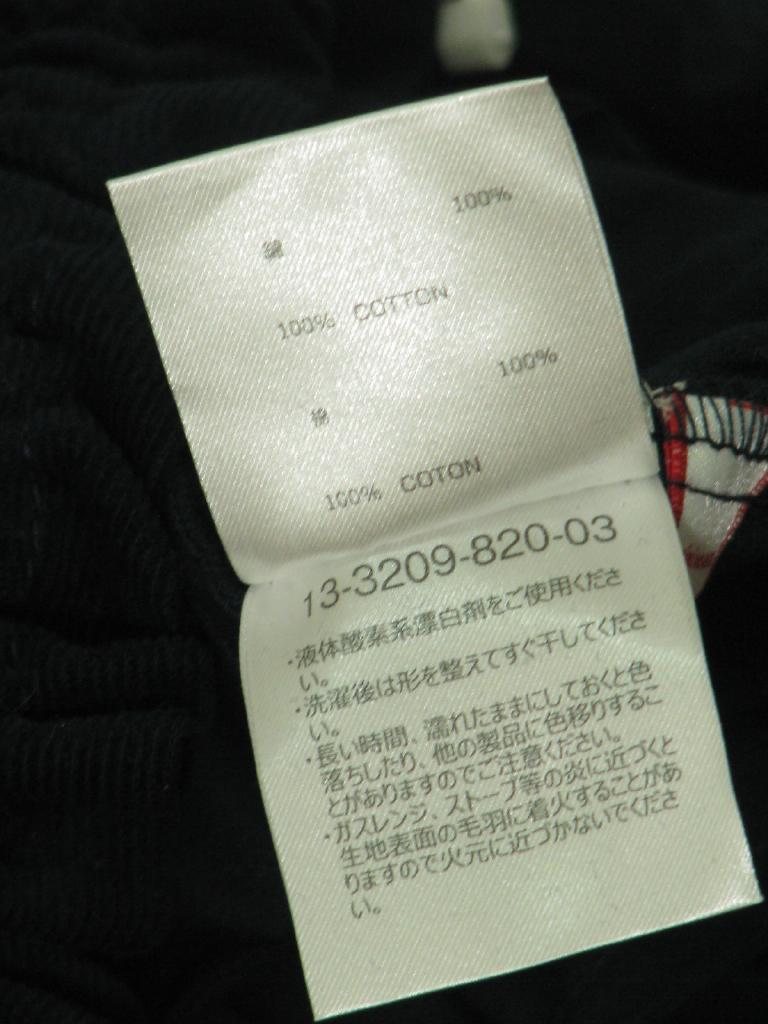 綿 100%
100% COTTON
綿 100%
100% COTON
13-3209-820-03
・液体酸素系漂白剤をご使用くださ
い。
・洗濯後は形を整えてすぐ干してくださ
い。
・長い時間、濡れたままにしておくと色
落ちしたり、他の製品に色移りするこ
とがありますのでご注意ください。
・ガスレンジ、ストーブ等の炎に近づくと
生地表面の毛羽に着火することがあ
りますので火元に近づかないでくださ
い。